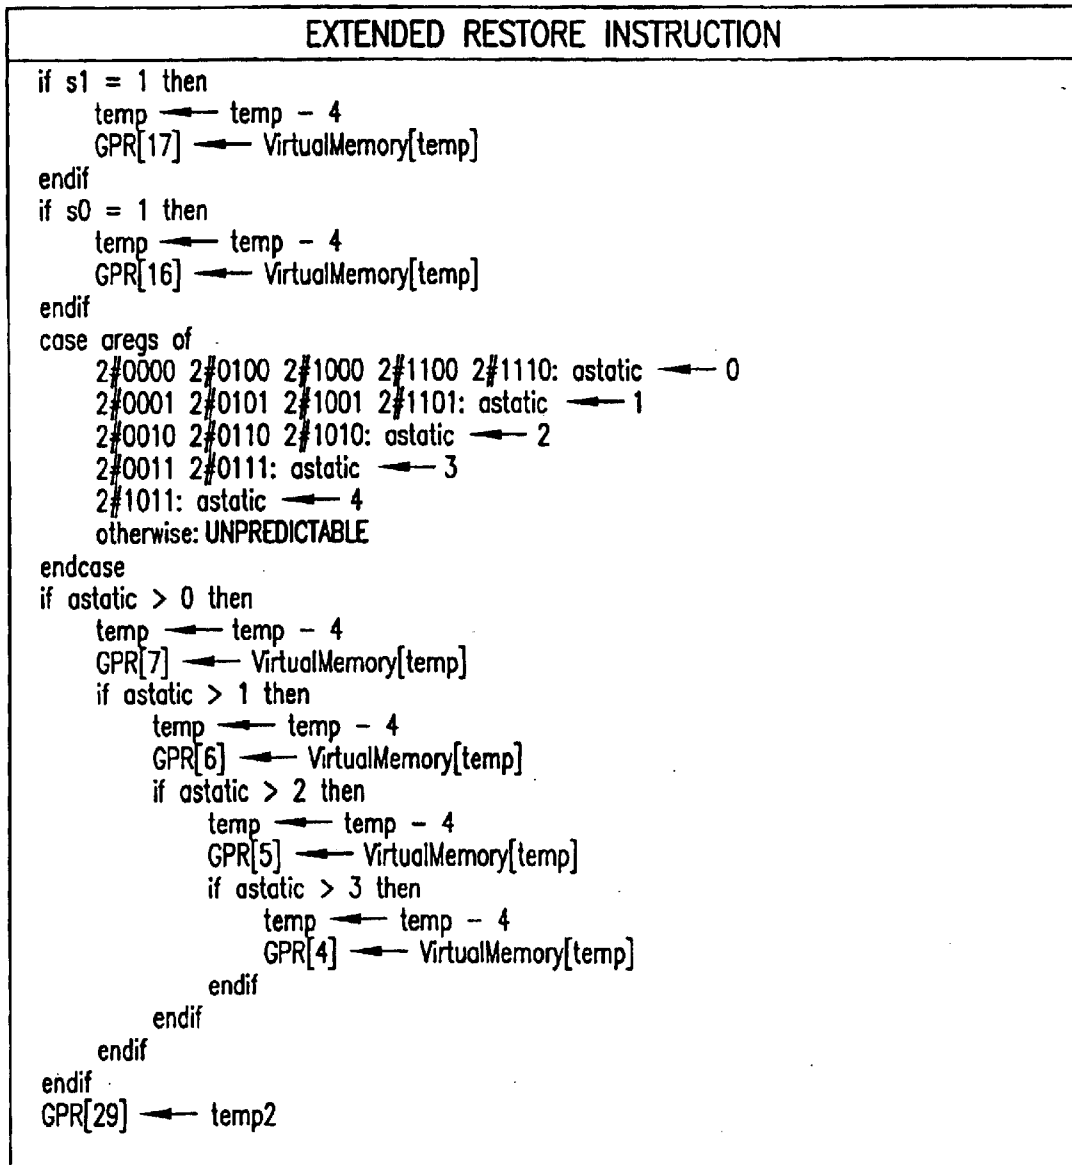 EXTENDED RESTORE INSTRUCTION
if s1 = 1 then
temp ← temp - 4
GPR[17] ← VirtualMemory[temp]
endif
if s0 = 1 then
temp ← temp - 4
GPR[16] ← VirtualMemory[temp]
endif
case aregs of
2#0000 2#0100 2#1000 2#1100 2#1110: astatic ← 0
2#0001 2#0101 2#1001 2#1101: astatic ← 1
2#0010 2#0110 2#1010: astatic ← 2
2#0011 2#0111: astatic ← 3
2#1011: astatic ← 4
otherwise: UNPREDICTABLE
endcase
if astatic > 0 then
temp ← temp - 4
GPR[7] ← VirtualMemory[temp]
if astatic > 1 then
temp ← temp - 4
GPR[6] ← VirtualMemory[temp]
if astatic > 2 then
temp ← temp - 4
GPR[5] ← VirtualMemory[temp]
if astatic > 3 then
temp ← temp - 4
GPR[4] ← VirtualMemory[temp]
endif
endif
endif
endif
GPR[29] ← temp2